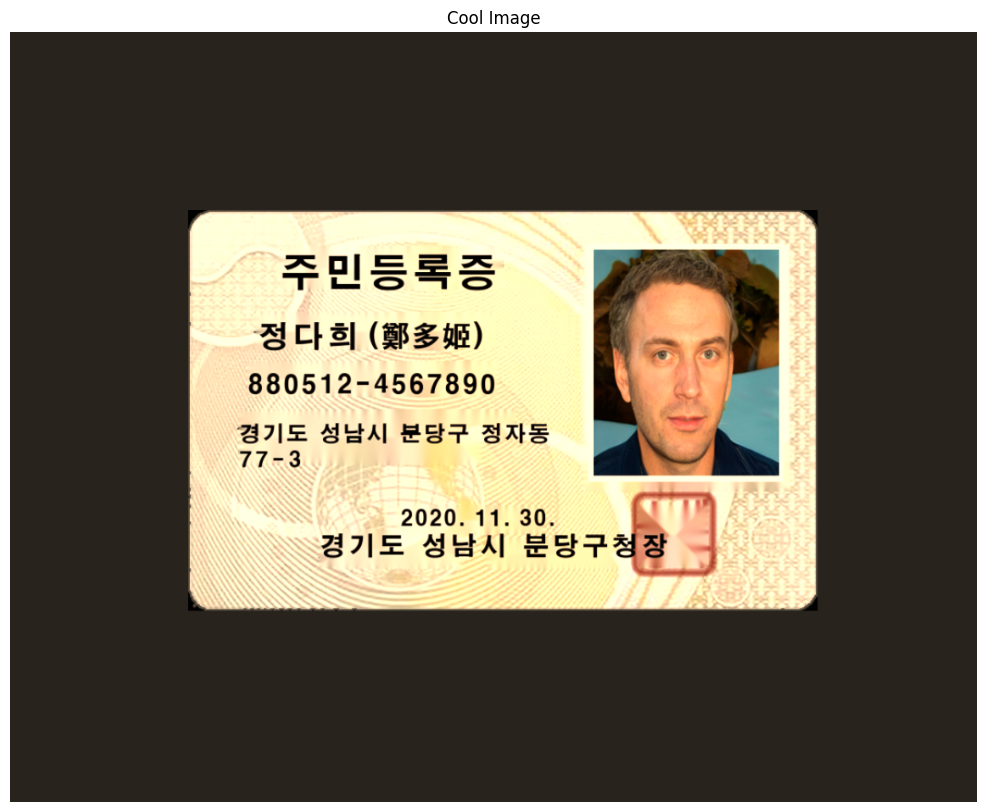 Cool Image
주민등록증
정다희 (鄭多姬)
880512-4567890
경기도 성남시 분당구 정자동
77-3
2020. 11. 30.
경기도 성남시 분당구청장